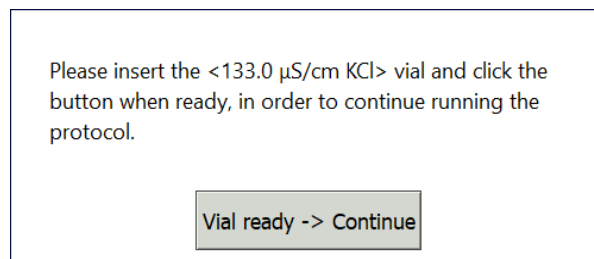 Please insert the <133.0 µS/cm KCl> vial and click the
button when ready, in order to continue running the
protocol.
Vial ready -> Continue